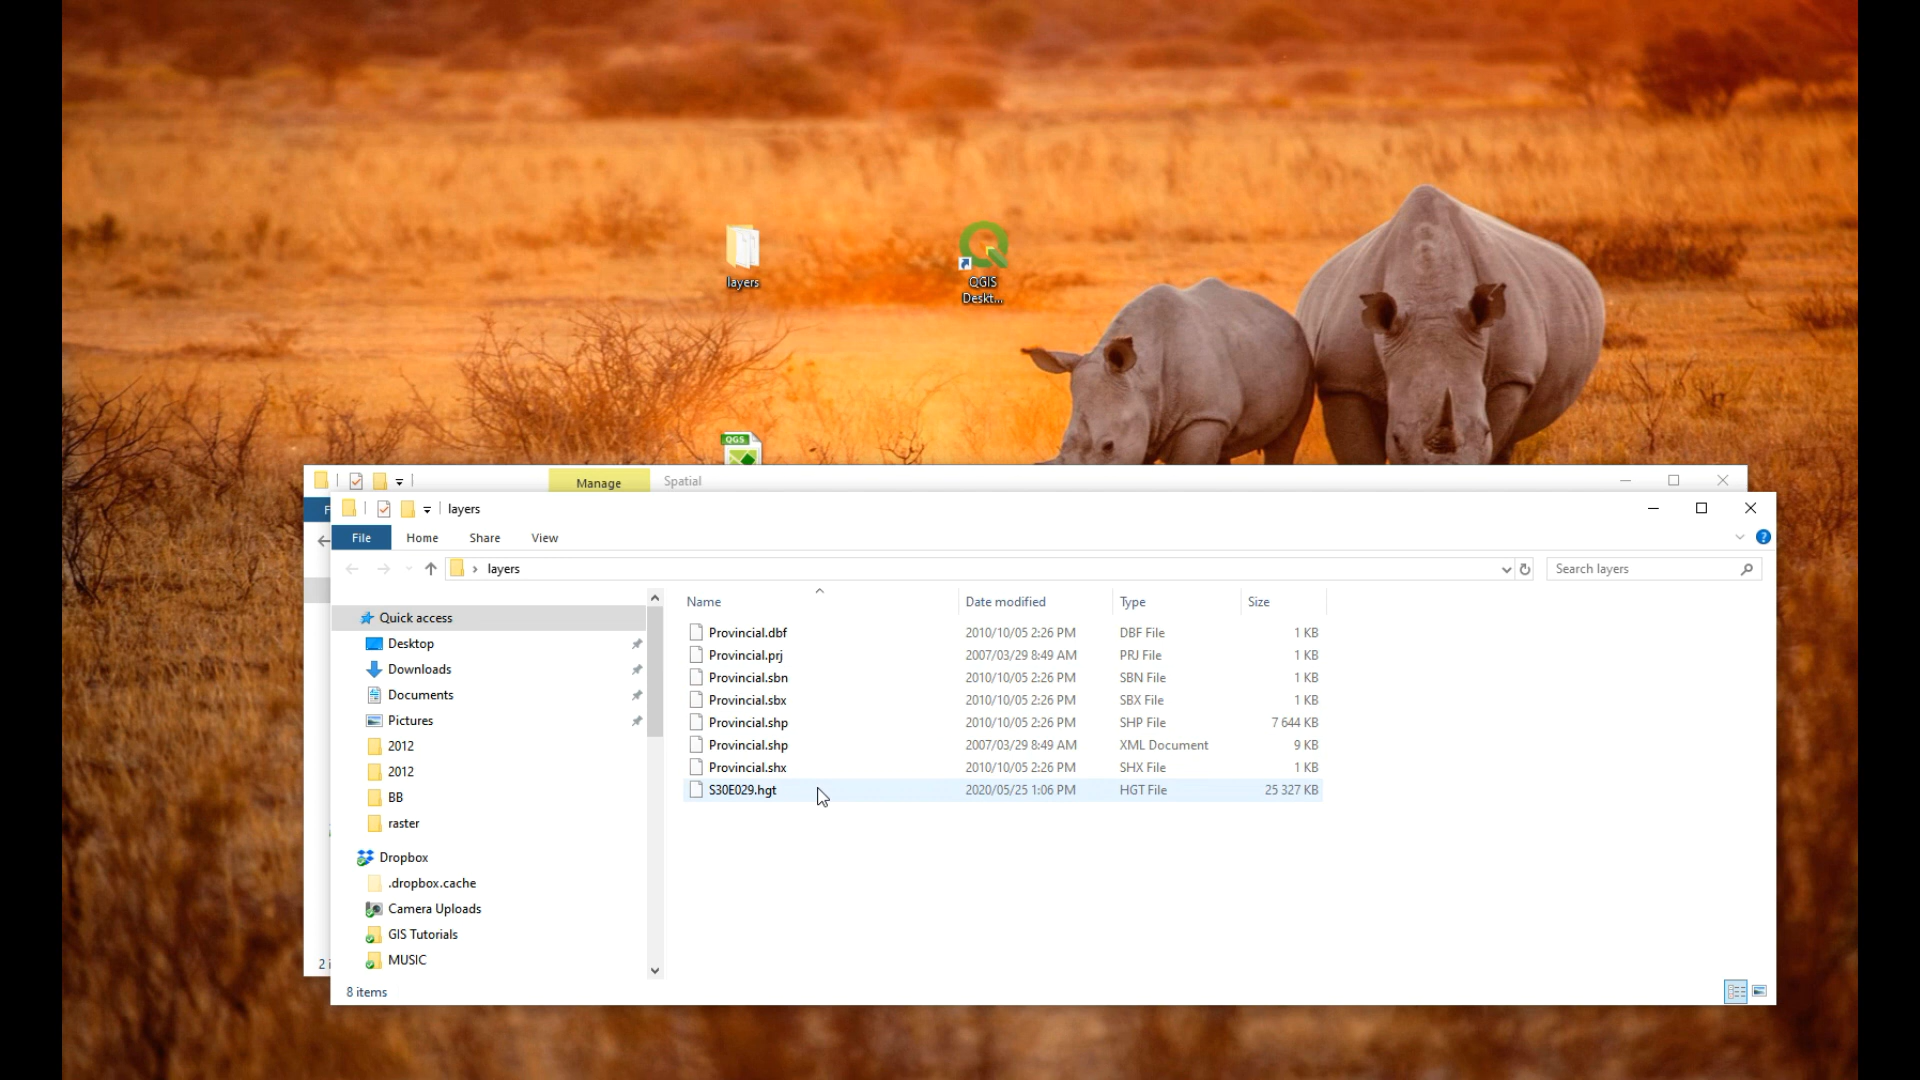 layers
QGIS
Deskt...
QGS
Manage
Spatial
layers
File
Home
Share
View
layers
Search layers
Name
Date modified
Type
Size
Quick access
Desktop
Downloads
Documents
Pictures
2012
2012
BB
raster
Dropbox
.dropbox.cache
Camera Uploads
GIS Tutorials
MUSIC
Provincial.dbf 2010/10/05 2:26 PM DBF File 1 KB
Provincial.prj 2007/03/29 8:49 AM PRJ File 1 KB
Provincial.sbn 2010/10/05 2:26 PM SBN File 1 KB
Provincial.sbx 2010/10/05 2:26 PM SBX File 1 KB
Provincial.shp 2010/10/05 2:26 PM SHP File 7 644 KB
Provincial.shp 2007/03/29 8:49 AM XML Document 9 KB
Provincial.shx 2010/10/05 2:26 PM SHX File 1 KB
S30E029.hgt 2020/05/25 1:06 PM HGT File 25 327 KB
8 items